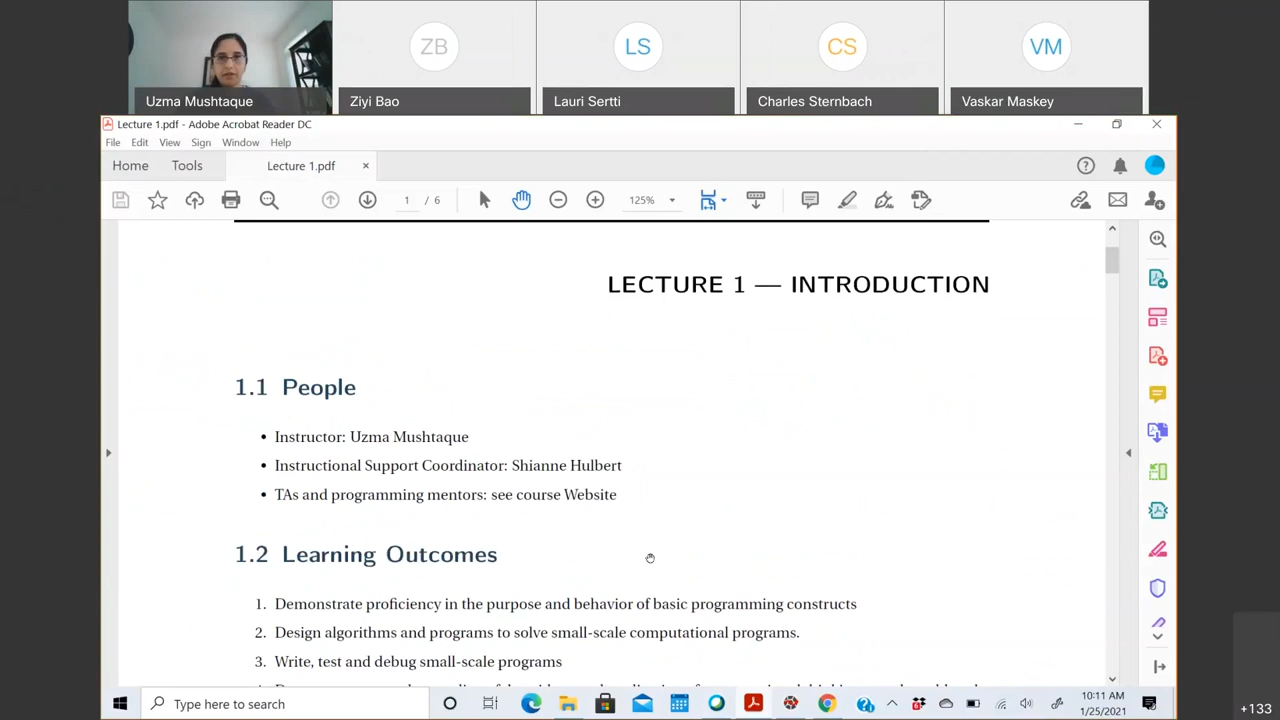 ZB
LS
CS
VM
Uzma Mushtaque
Ziyi Bao
Lauri Sertti
Charles Sternbach
Vaskar Maskey
Lecture 1.pdf - Adobe Acrobat Reader DC
File Edit View Sign Window Help
Home Tools Lecture 1.pdf ×
1 / 6 125%
LECTURE 1 — INTRODUCTION
1.1 People
• Instructor: Uzma Mushtaque
• Instructional Support Coordinator: Shianne Hulbert
• TAs and programming mentors: see course Website
1.2 Learning Outcomes
1. Demonstrate proficiency in the purpose and behavior of basic programming constructs
2. Design algorithms and programs to solve small-scale computational programs.
3. Write, test and debug small-scale programs
Type here to search
10:11 AM
1/25/2021
+133